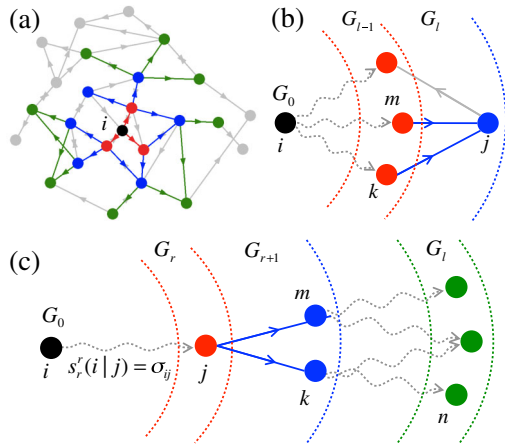 (a)
i
(b)
G_{l-1} G_l
G_0
i
m
k
j
(c)
G_r G_{r+1} G_l
G_0
i
s_r^r(i | j) = σ_{ij}
j
m
k
n